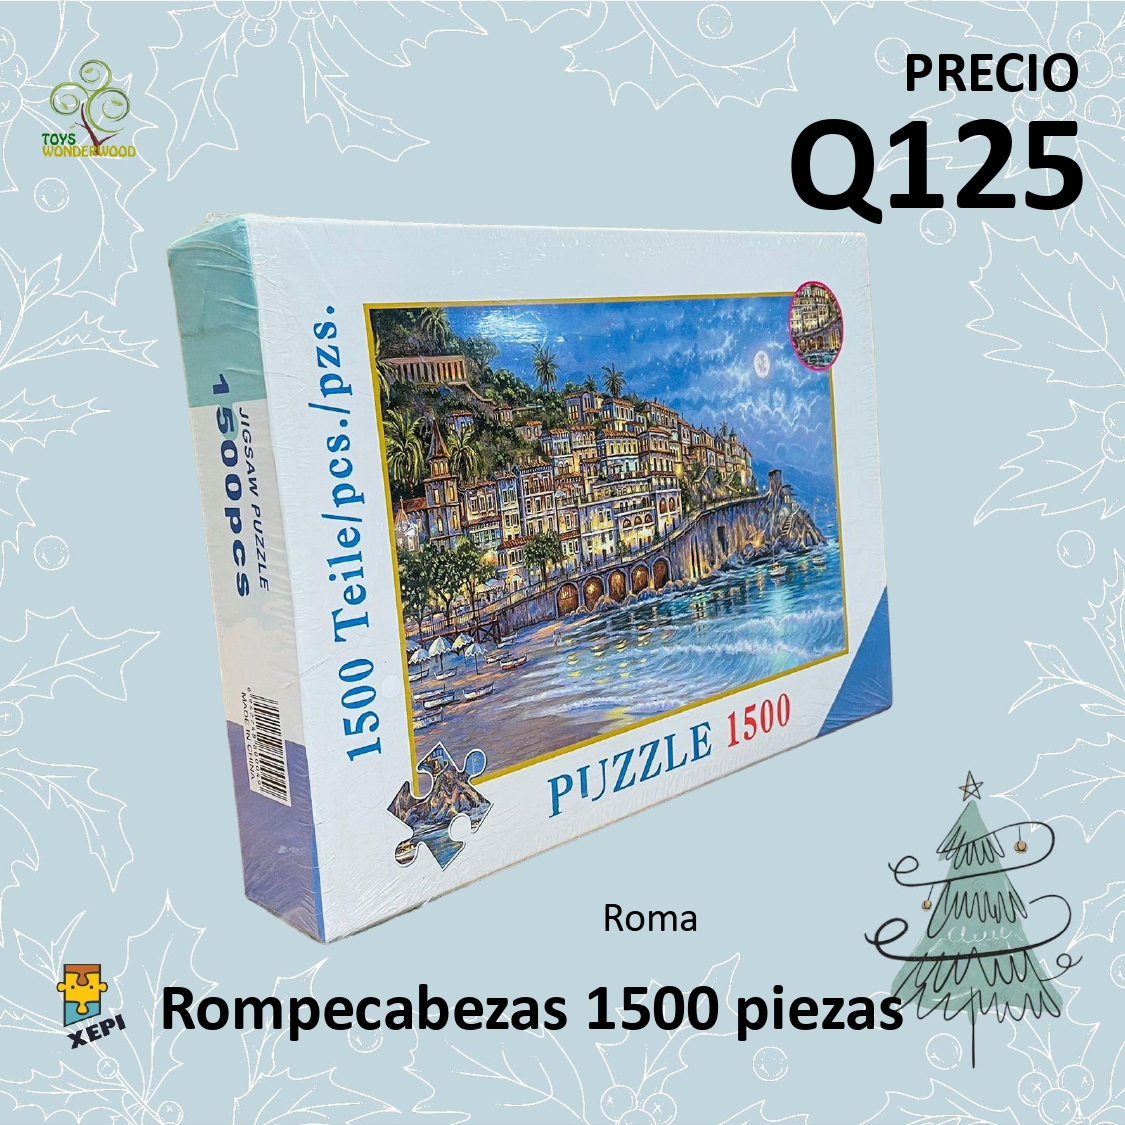 TOYS
WONDERWOOD
PRECIO
Q125
1500 Teile/pcs./pzs.
JIGSAW PUZZLE
1500pcs
MADE IN CHINA
PUZZLE 1500
Roma
XEPI
Rompecabezas 1500 piezas